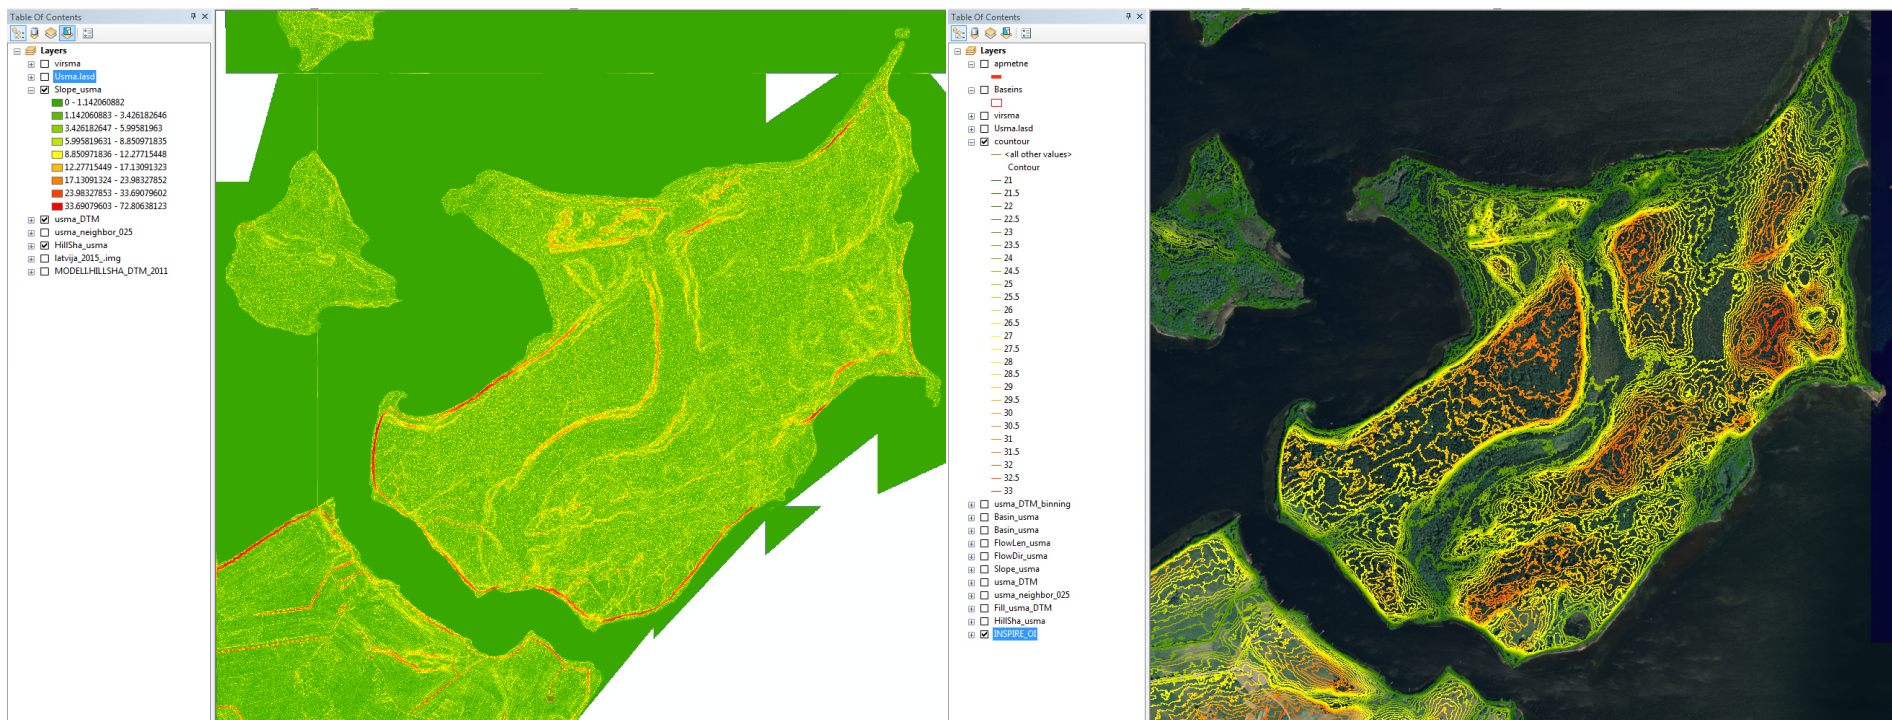 Table Of Contents
Layers
virsma
Usma.lasd
Slope_usma
0 - 1.142060882
1.142060883 - 3.426182646
3.426182647 - 5.99581963
5.995819631 - 8.850971835
8.850971836 - 12.27715448
12.27715449 - 17.13091323
17.13091324 - 23.98327852
23.98327853 - 33.69079602
33.69079603 - 72.80638123
usma_DTM
usma_neighbor_025
HillSha_usma
latvija_2015_.img
MODELI.HILLSHA_DTM_2011
Table Of Contents
Layers
apmetne
Baseins
virsma
Usma.lasd
countour
<all other values>
Contour
21
21.5
22
22.5
23
23.5
24
24.5
25
25.5
26
26.5
27
27.5
28
28.5
29
29.5
30
30.5
31
31.5
32
32.5
33
usma_DTM_binning
Basin_usma
Basin_usma
FlowLen_usma
FlowDir_usma
Slope_usma
usma_DTM
usma_neighbor_025
Fill_usma_DTM
HillSha_usma
INSPIRE_OI